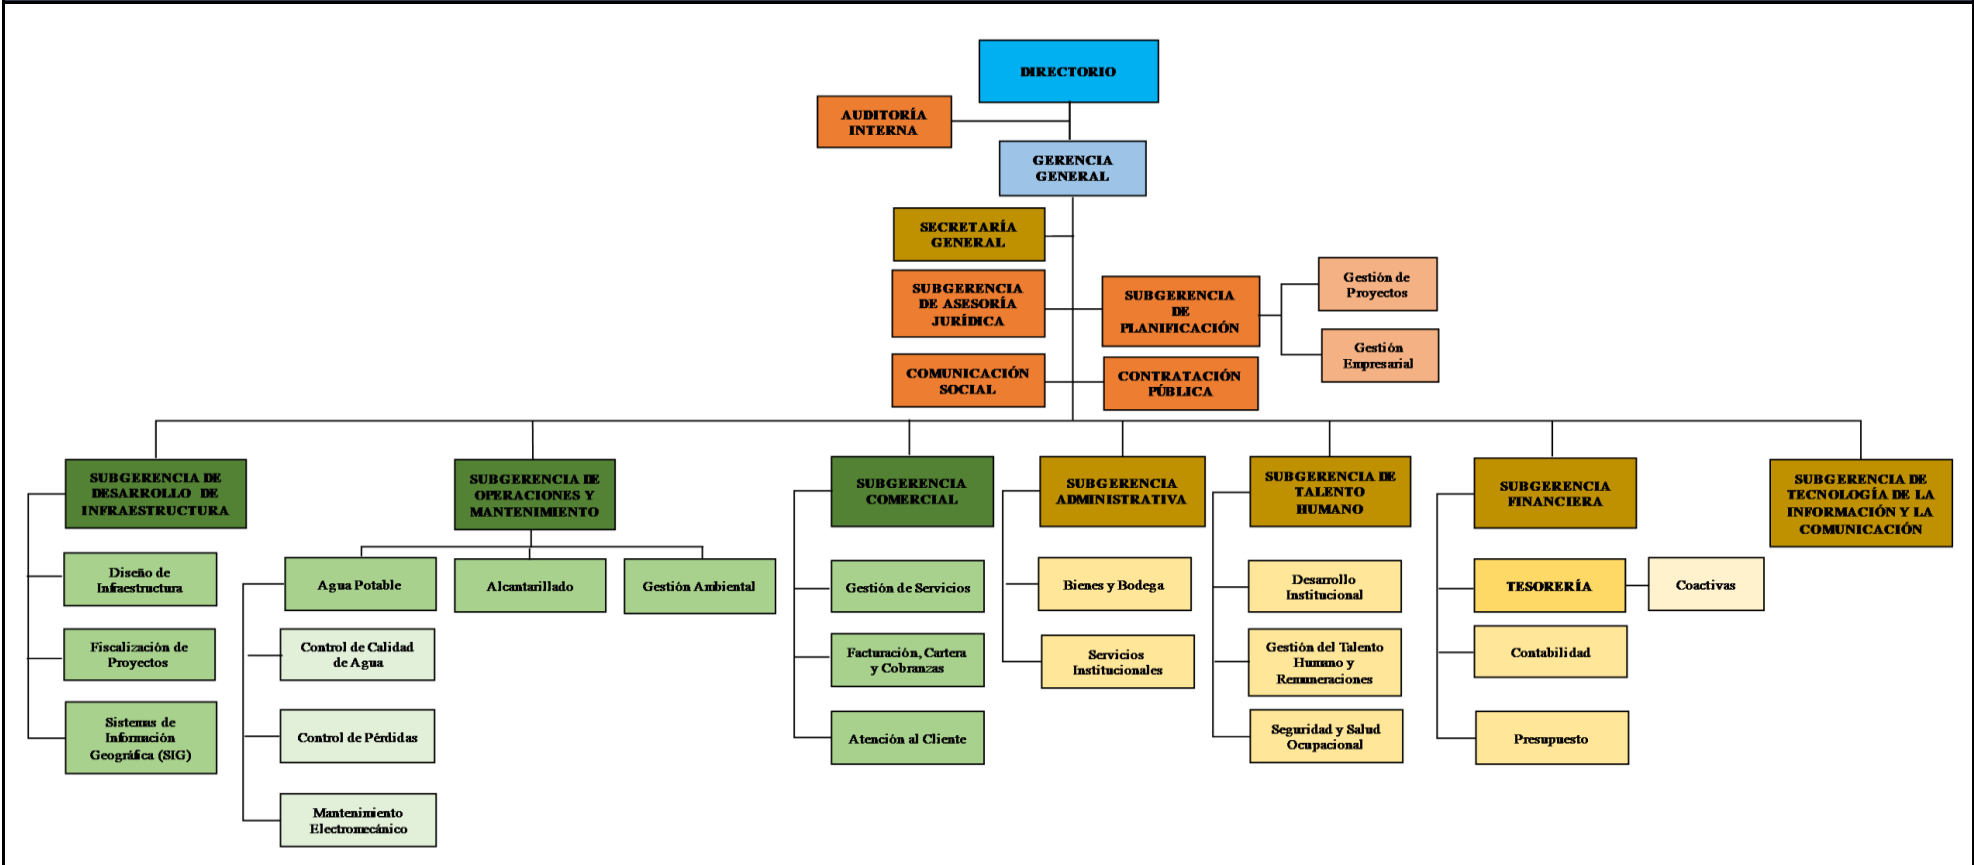 DIRECTORIO
AUDITORÍA
INTERNA
GERENCIA
GENERAL
SECRETARÍA
GENERAL
SUBGERENCIA
DE ASESORÍA
JURÍDICA
SUBGERENCIA
DE
PLANIFICACIÓN
Gestión de
Proyectos
Gestión
Empresarial
COMUNICACIÓN
SOCIAL
CONTRATACIÓN
PÚBLICA
SUBGERENCIA DE
DESARROLLO DE
INFRAESTRUCTURA
SUBGERENCIA DE
OPERACIONES Y
MANTENIMIENTO
SUBGERENCIA
COMERCIAL
SUBGERENCIA
ADMINISTRATIVA
SUBGERENCIA DE
TALENTO
HUMANO
SUBGERENCIA
FINANCIERA
SUBGERENCIA DE
TECNOLOGÍA DE LA
INFORMACIÓN Y LA
COMUNICACIÓN
Diseño de
Infraestructura
Fiscalización de
Proyectos
Sistemas de
Información
Geográfica (SIG)
Agua Potable
Alcantarillado
Gestión Ambiental
Control de Calidad
de Agua
Control de Pérdidas
Mantenimiento
Electromecánico
Gestión de Servicios
Facturación, Cartera
y Cobranzas
Atención al Cliente
Bienes y Bodega
Servicios
Institucionales
Desarrollo
Institucional
Gestión del Talento
Humano y
Remuneraciones
Seguridad y Salud
Ocupacional
TESORERÍA
Coactivas
Contabilidad
Presupuesto